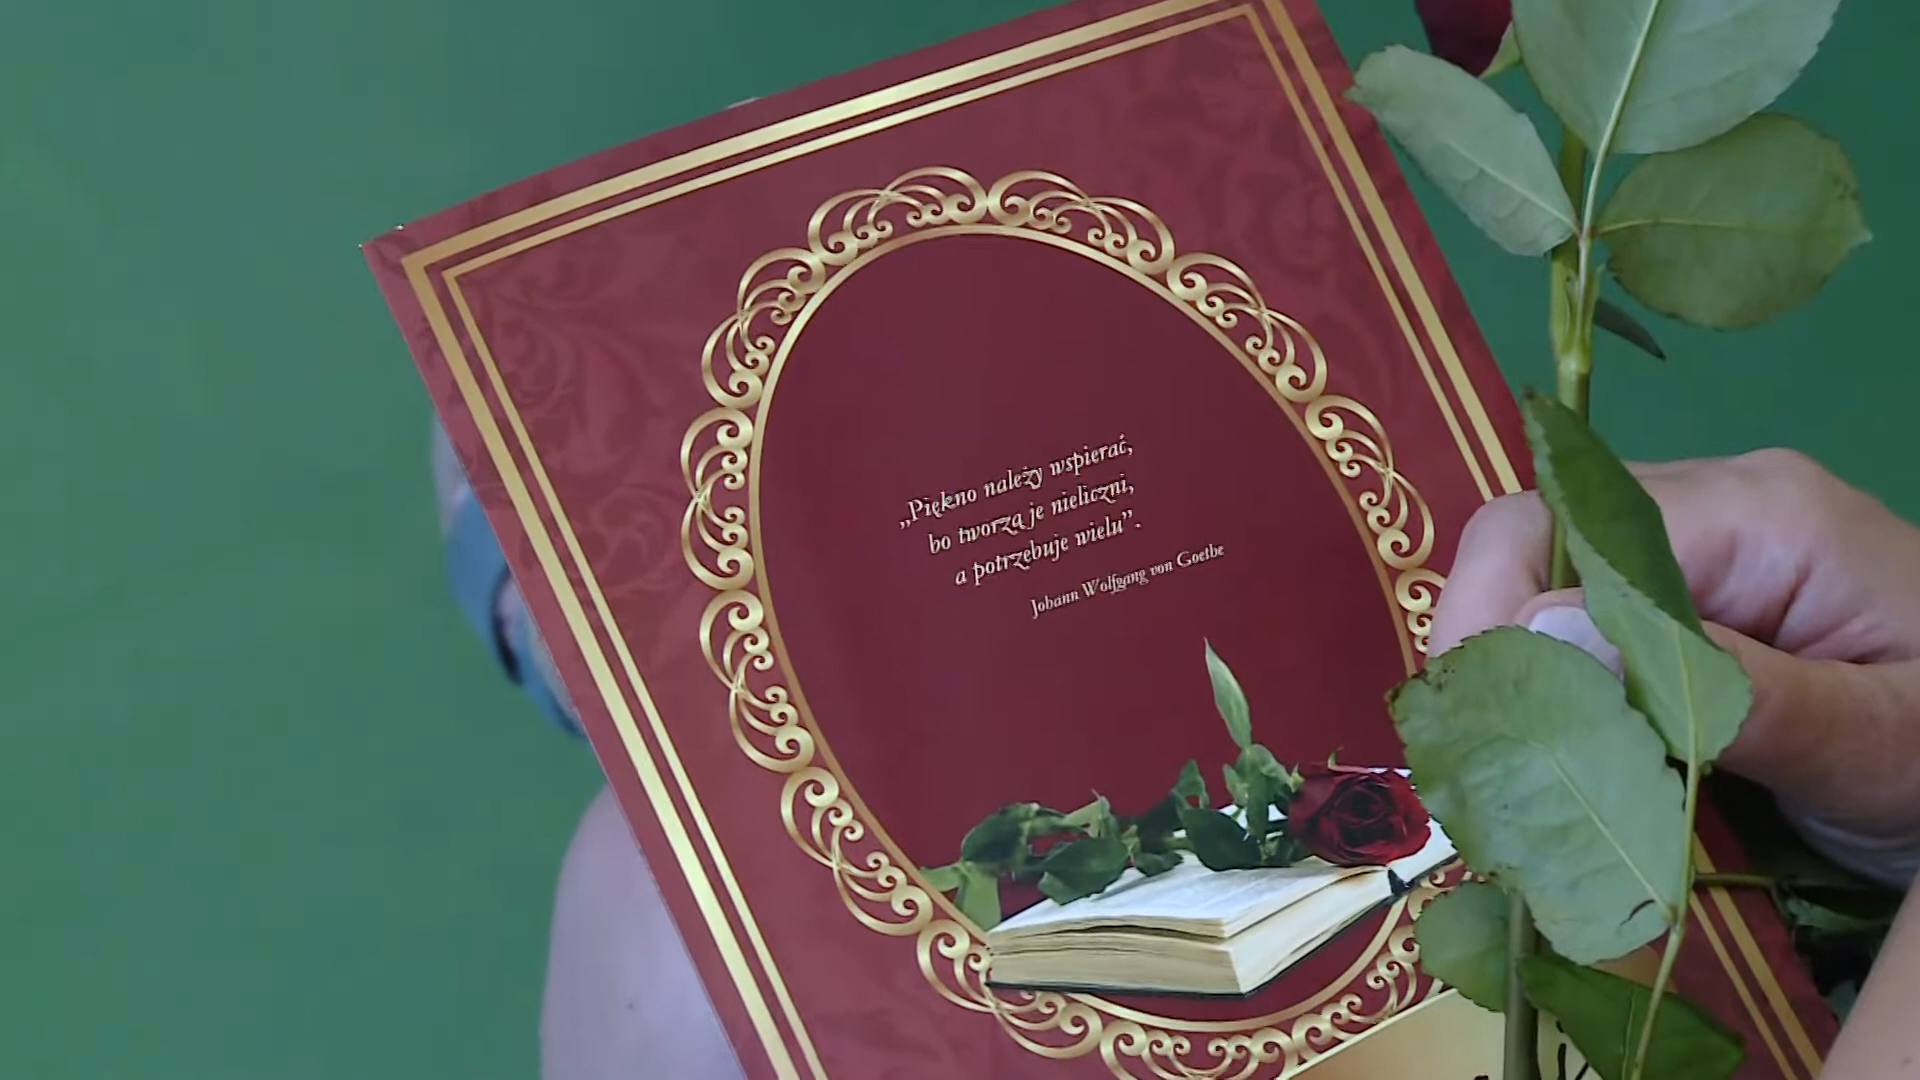 „Piękno należy wspierać,
bo tworzą je nieliczni,
a potrzebuje wielu”.
Johann Wolfgang von Goethe